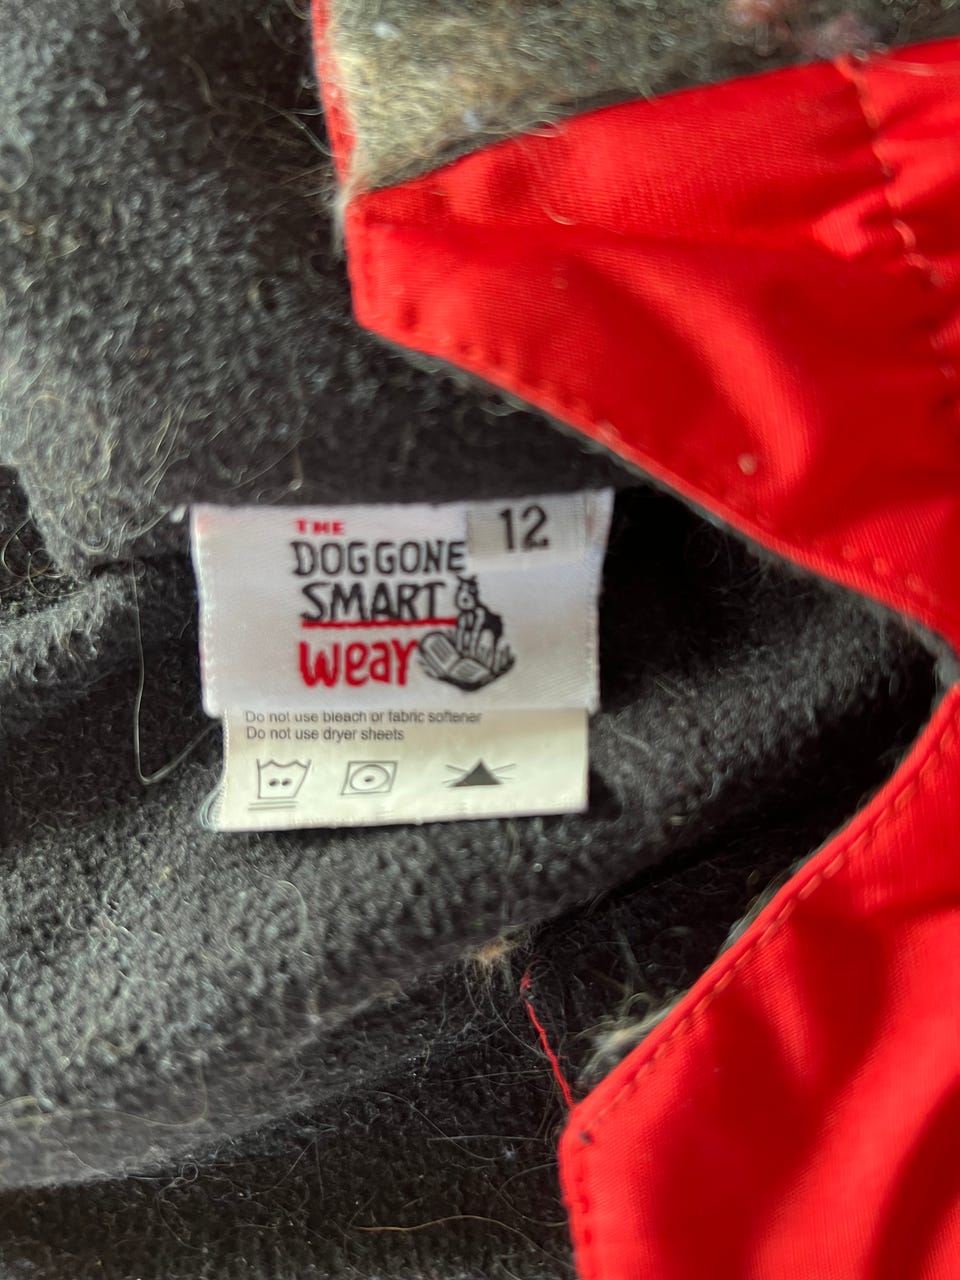 12
THE
DOGGONE
SMART
wear
Do not use bleach or fabric softener
Do not use dryer sheets